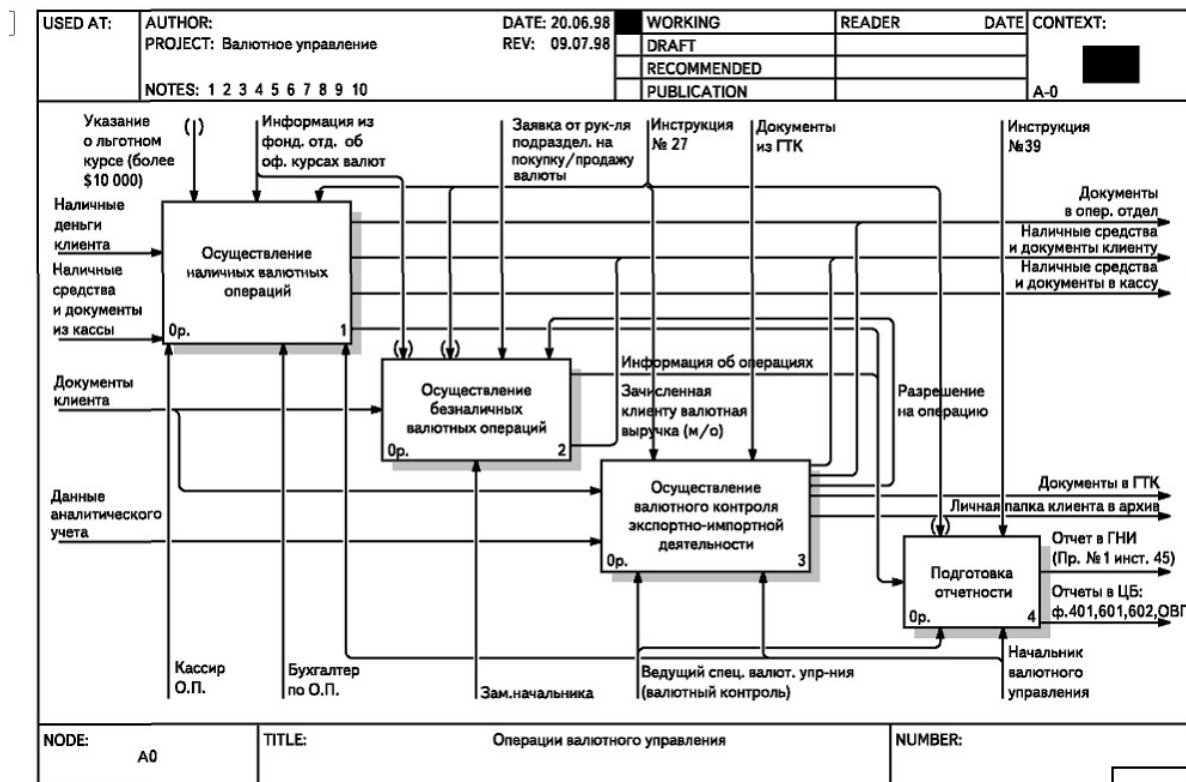 USED AT:
AUTHOR:
DATE: 20.06.98
PROJECT: Валютное управление
REV: 09.07.98
NOTES: 1 2 3 4 5 6 7 8 9 10
WORKING
DRAFT
RECOMMENDED
PUBLICATION
READER
DATE
CONTEXT:
A-0
Указание
о льготном
курсе (более
$10 000)
Информация из
фонд. отд. об
оф. курсах валют
Заявка от рук-ля
подраздел. на
покупку/продажу
валюты
Инструкция
№ 27
Документы
из ГТК
Инструкция
№39
Наличные
деньги
клиента
Наличные
средства
и документы
из кассы
Осуществление
наличных валютных
операций
0р.
1
Документы
в опер. отдел
Наличные средства
и документы клиенту
Наличные средства
и документы в кассу
Документы
клиента
Осуществление
безналичных
валютных операций
0р.
2
Информация об операциях
Зачисленная
клиенту валютная
выручка (м/о)
Разрешение
на операцию
Данные
аналитического
учета
Осуществление
валютного контроля
экспортно-импортной
деятельности
0р.
3
Документы в ГТК
Личная папка клиента в архив
Подготовка
отчетности
0р.
4
Отчет в ГНИ
(Пр. №1 инст. 45)
Отчеты в ЦБ:
ф.401,601,602,ОВП
Кассир
О.П.
Бухгалтер
по О.П.
Зам.начальника
Ведущий спец. валют. упр-ния
(валютный контроль)
Начальник
валютного
управления
NODE:
A0
TITLE:
Операции валютного управления
NUMBER: